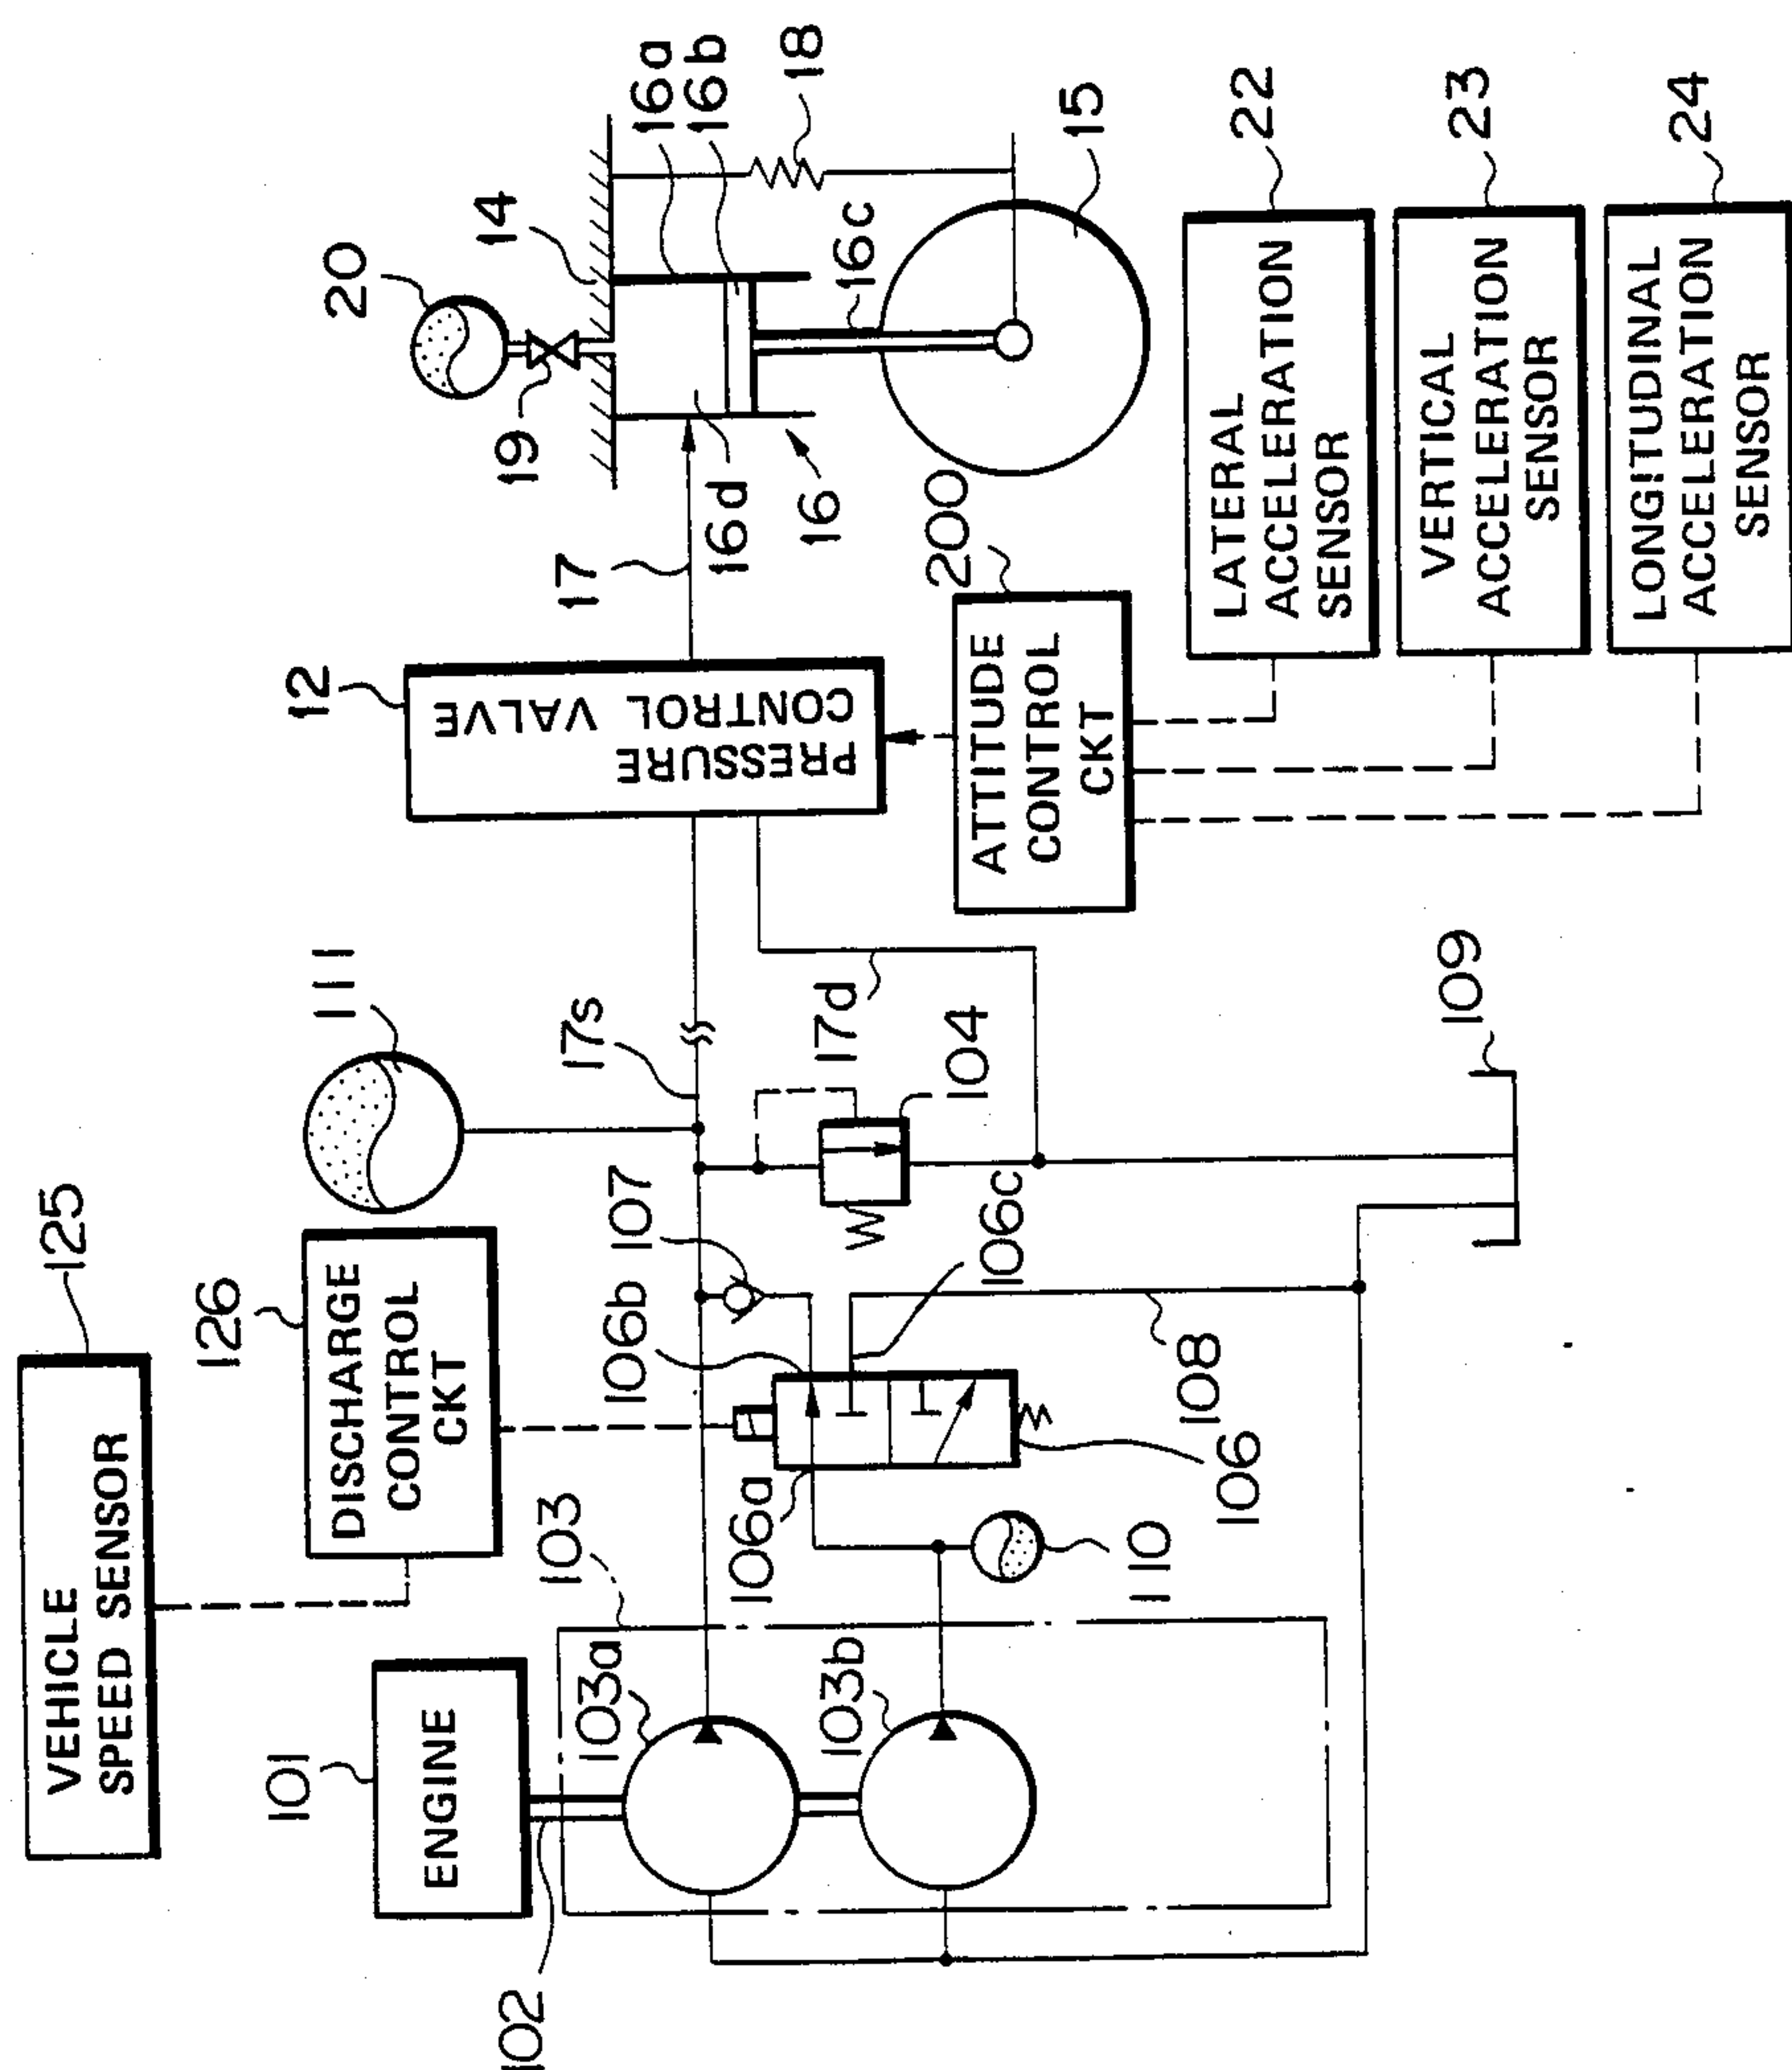 VEHICLE
SPEED SENSOR
125
101
ENGINE
102
DISCHARGE
CONTROL
CKT
126
103
103a
103b
106a
106b
106c
106
107
108
110
111
17s
17d
104
109
12
PRESSURE
CONTROL VALVE
17
ATTITUDE
CONTROL
CKT
200
20
19
14
16a
16b
16c
16d
16
18
15
LATERAL
ACCELERATION
SENSOR
22
VERTICAL
ACCELERATION
SENSOR
23
LONGITUDINAL
ACCELERATION
SENSOR
24